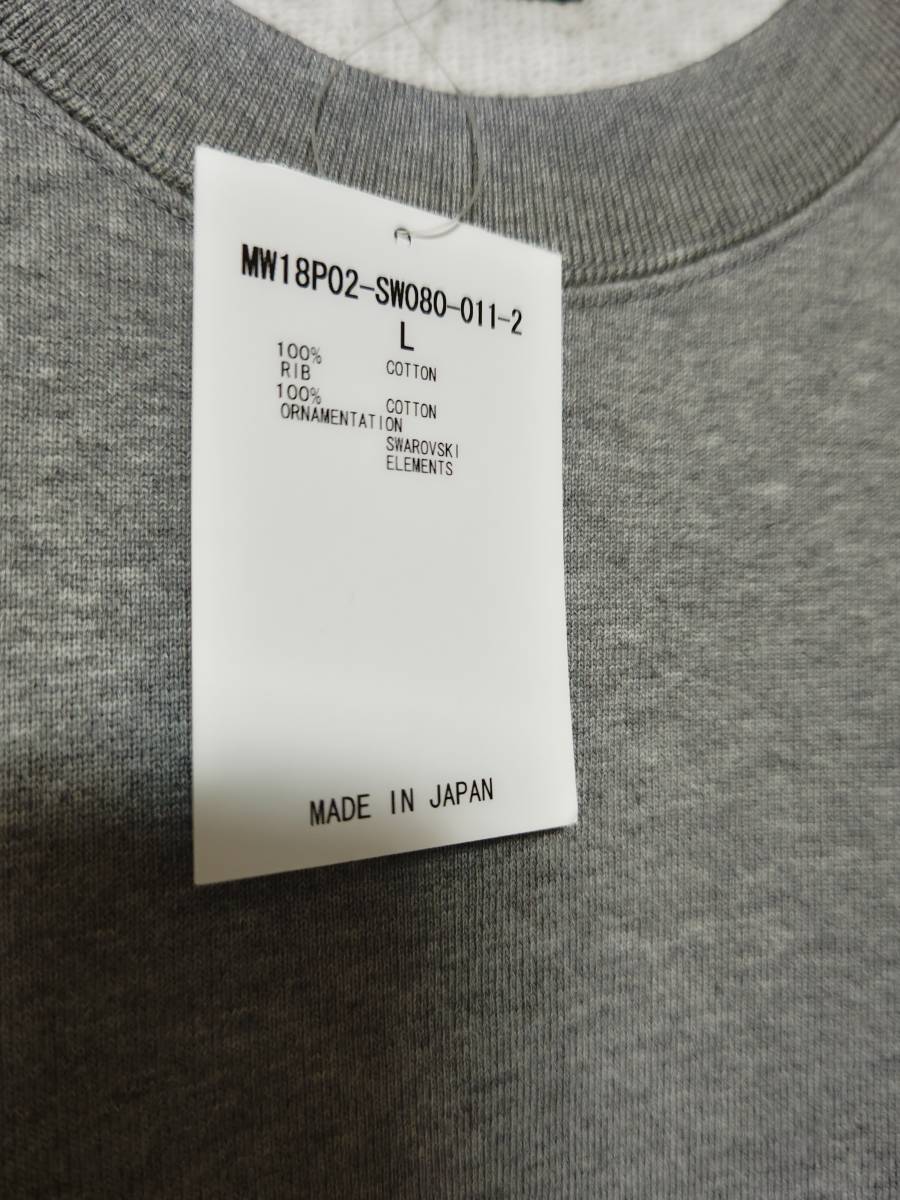 MW18P02-SW080-011-2
L
100% COTTON
RIB
100% COTTON
ORNAMENTATION
SWAROVSKI
ELEMENTS
MADE IN JAPAN